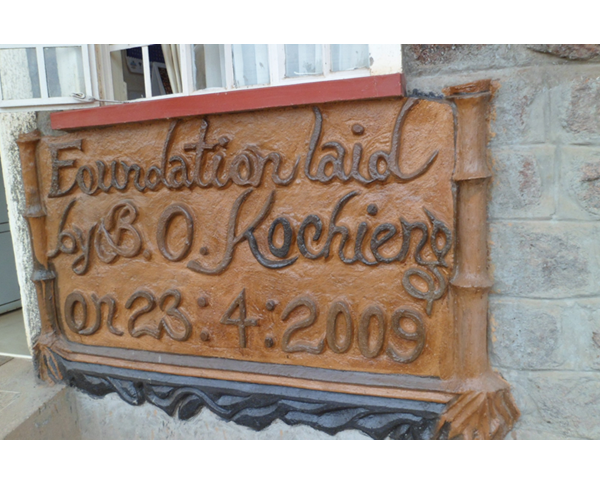 Foundation laid
by B. O. Kochieng
on 23:4:2009